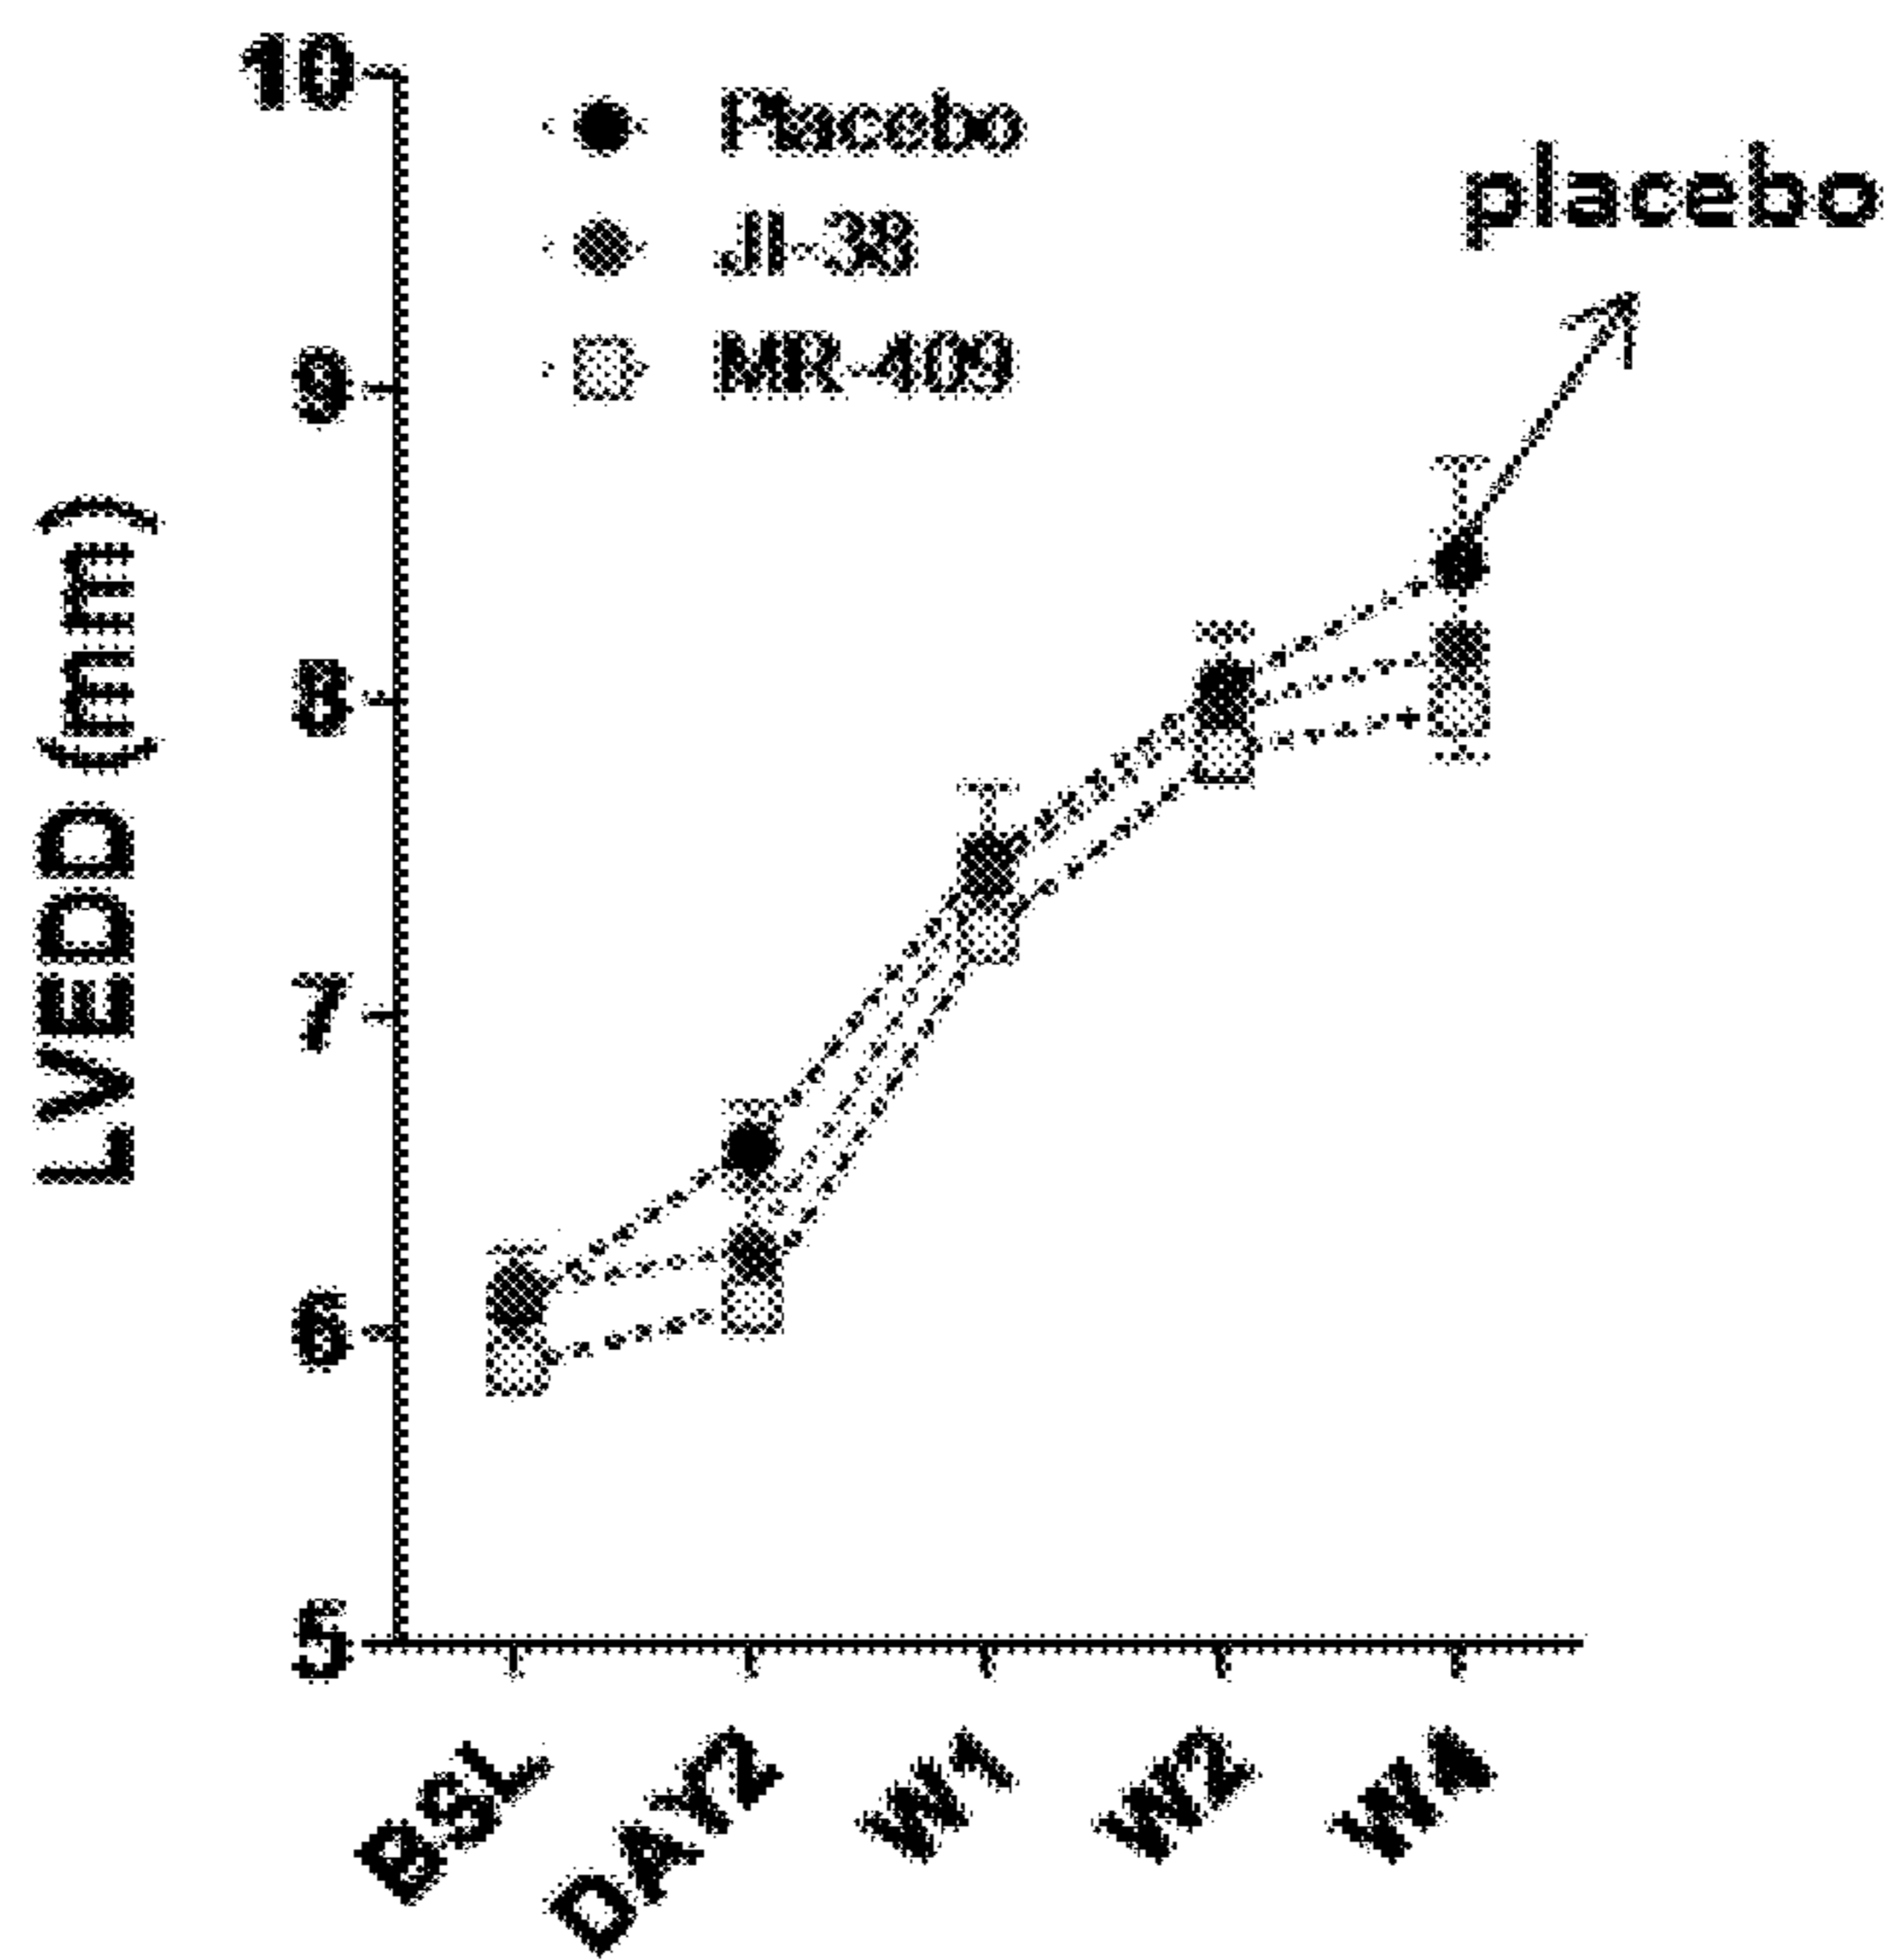 LVEDD (mm)
10
9
8
7
6
5
Placebo
JI-38
MR-409
placebo
BSL
DAY2
W1
W2
W4